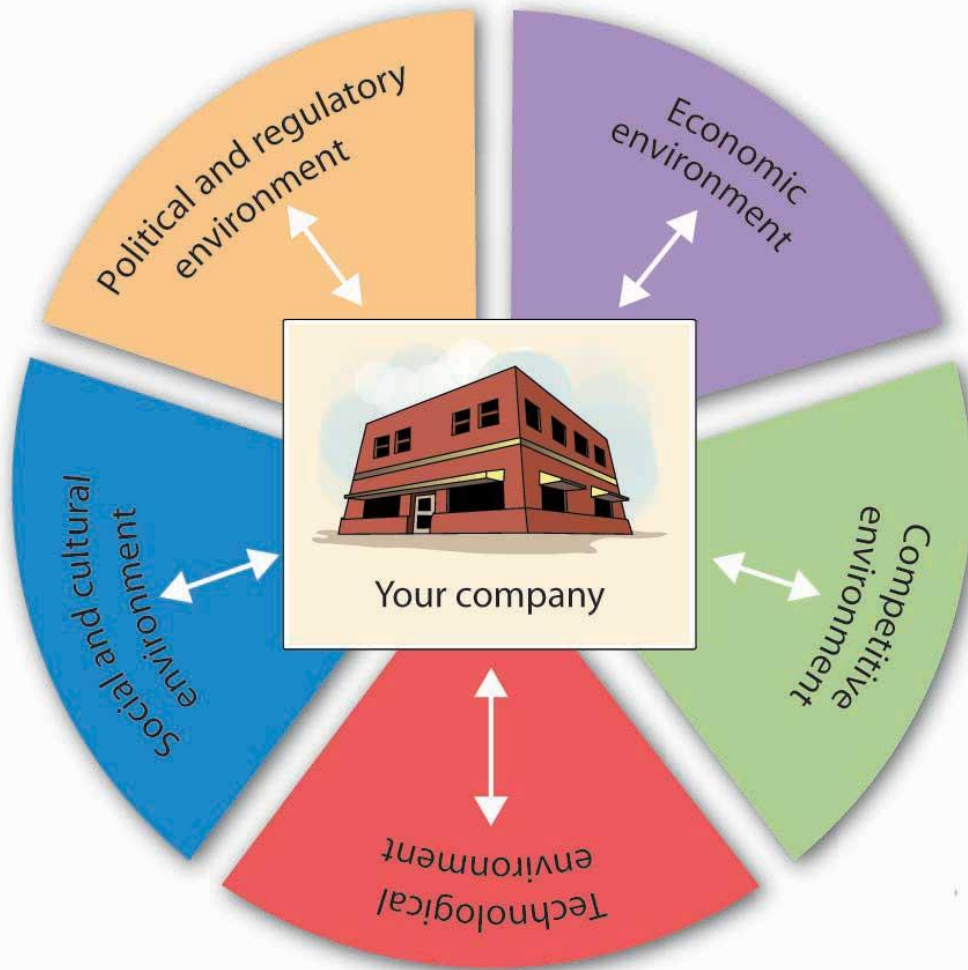 Political and regulatory
environment
Economic
environment
Competitive
environment
Technological
environment
Social and cultural
environment
Your company